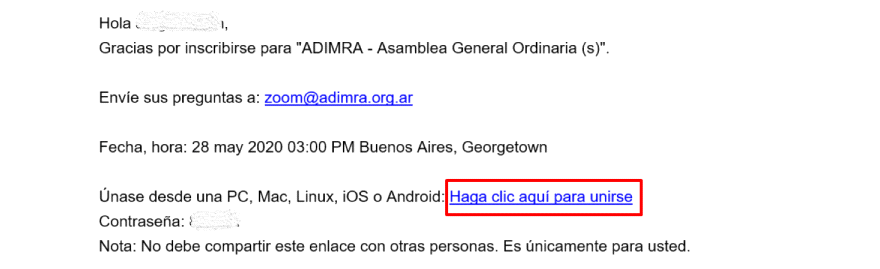 Hola
Gracias por inscribirse para "ADIMRA - Asamblea General Ordinaria (s)".
Envíe sus preguntas a: zoom@adimra.org.ar
Fecha, hora: 28 may 2020 03:00 PM Buenos Aires, Georgetown
Únase desde una PC, Mac, Linux, iOS o Android: Haga clic aquí para unirse
Contraseña:
Nota: No debe compartir este enlace con otras personas. Es únicamente para usted.